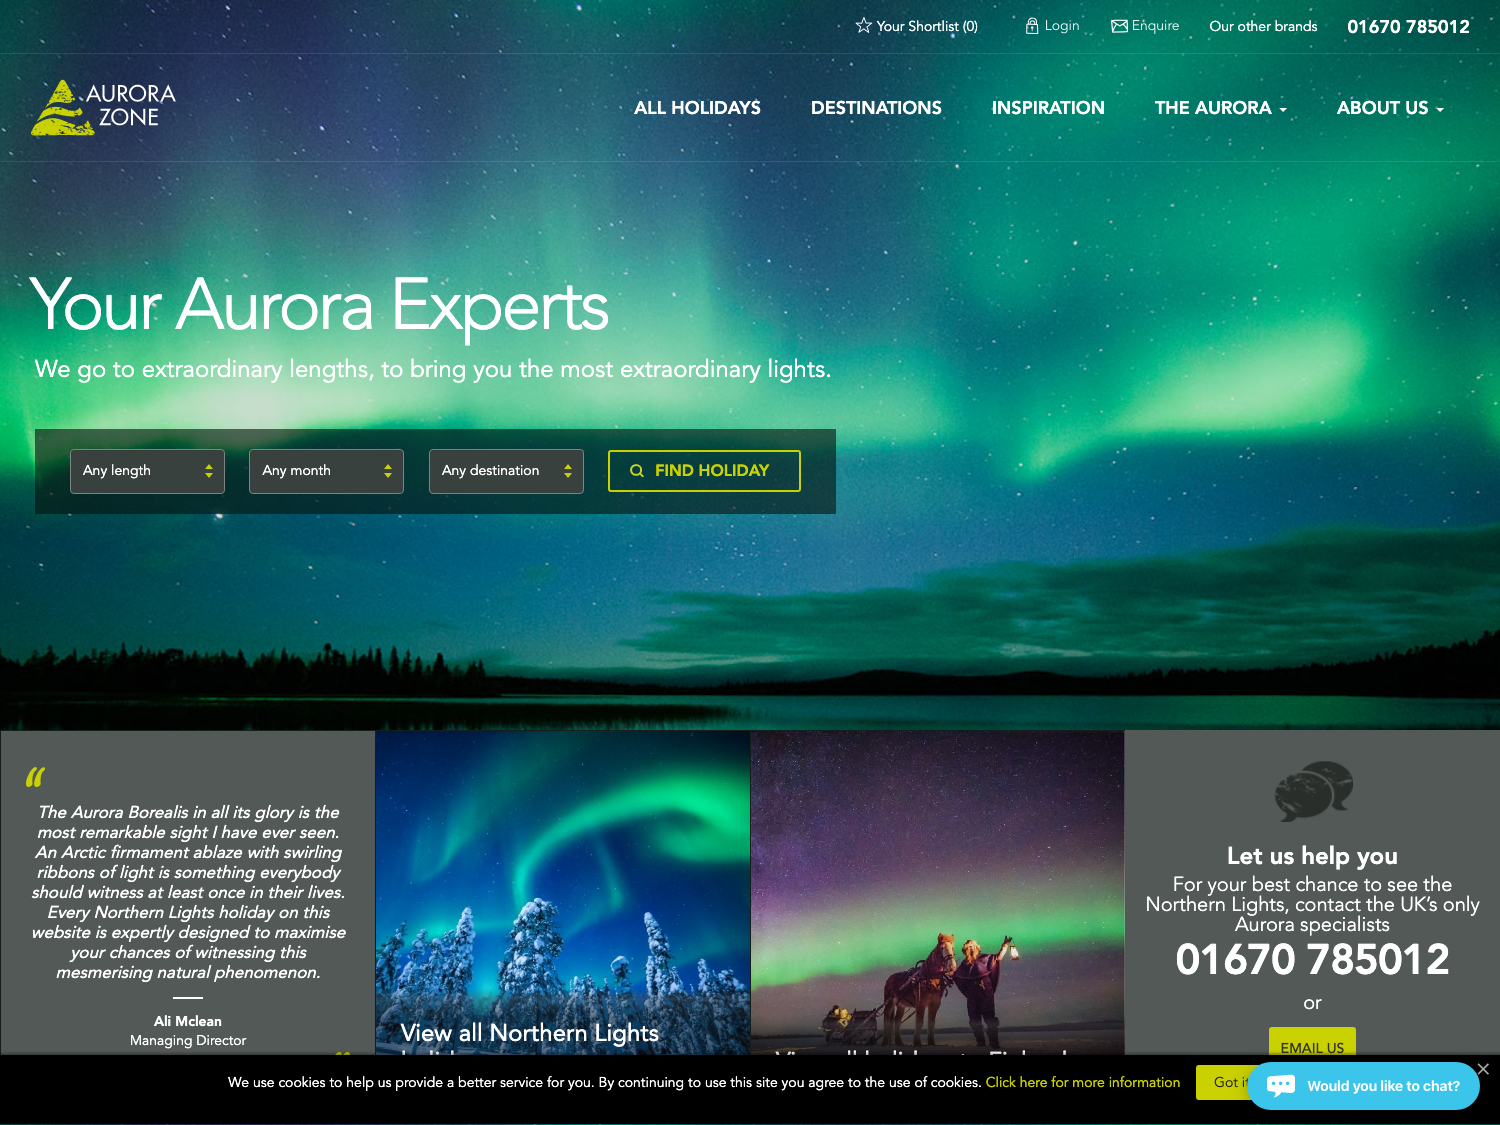 Your Shortlist (0)
Login
Enquire
Our other brands
01670 785012
AURORA
ZONE
ALL HOLIDAYS
DESTINATIONS
INSPIRATION
THE AURORA
ABOUT US
Your Aurora Experts
We go to extraordinary lengths, to bring you the most extraordinary lights.
Any length
Any month
Any destination
FIND HOLIDAY
“
The Aurora Borealis in all its glory is the
most remarkable sight I have ever seen.
An Arctic firmament ablaze with swirling
ribbons of light is something everybody
should witness at least once in their lives.
Every Northern Lights holiday on this
website is expertly designed to maximise
your chances of witnessing this
mesmerising natural phenomenon.
Ali Mclean
Managing Director
View all Northern Lights
Let us help you
For your best chance to see the
Northern Lights, contact the UK's only
Aurora specialists
01670 785012
or
EMAIL US
We use cookies to help us provide a better service for you. By continuing to use this site you agree to the use of cookies. Click here for more information
Got it
Would you like to chat?